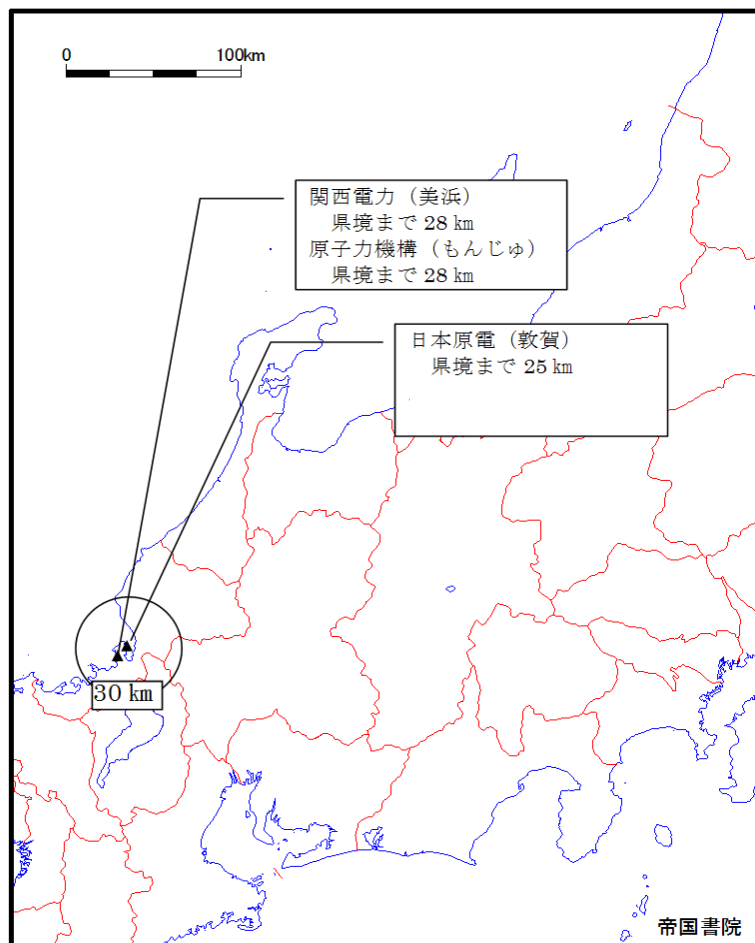 0 100km
関西電力（美浜）
県境まで 28 km
原子力機構（もんじゅ）
県境まで 28 km
日本原電（敦賀）
県境まで 25 km
30 km
帝国書院